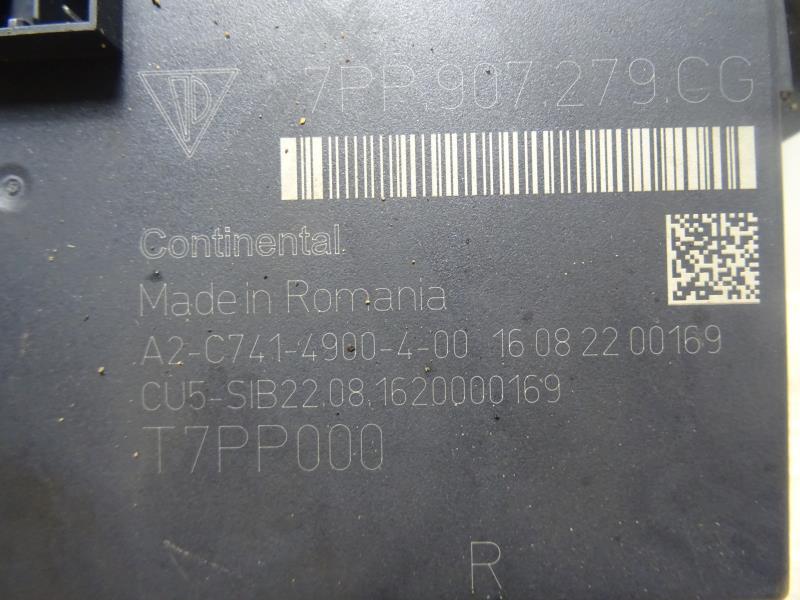 7PP.907.279.CG
Continental
Made in Romania
A2-C741-4900-4-00 16 08 22 00169
CU5-SIB22.08.1620000169
T7PP000
R